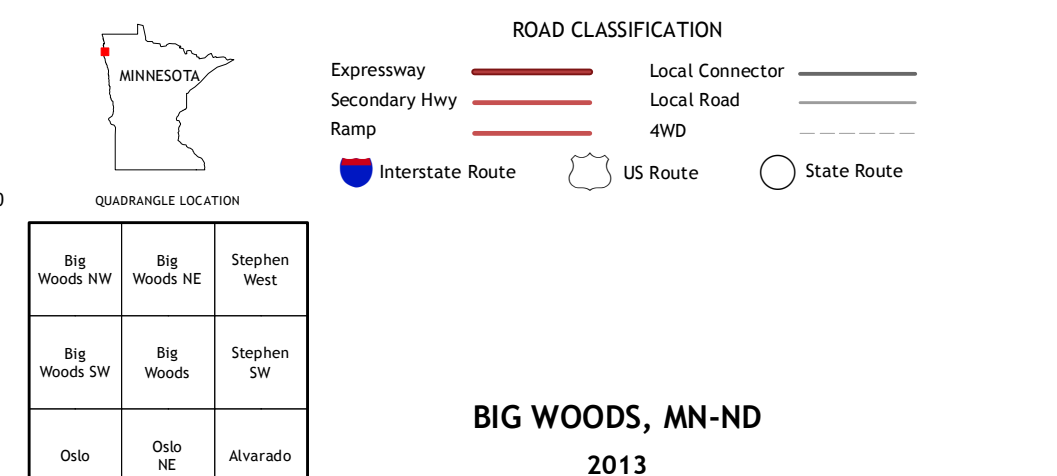 MINNESOTA
QUADRANGLE LOCATION
ROAD CLASSIFICATION
Expressway
Local Connector
Secondary Hwy
Local Road
Ramp
4WD
Interstate Route
US Route
State Route
Big
Woods NW
Big
Woods NE
Stephen
West
Big
Woods SW
Big
Woods
Stephen
SW
Oslo
Oslo
NE
Alvarado
BIG WOODS, MN-ND
2013